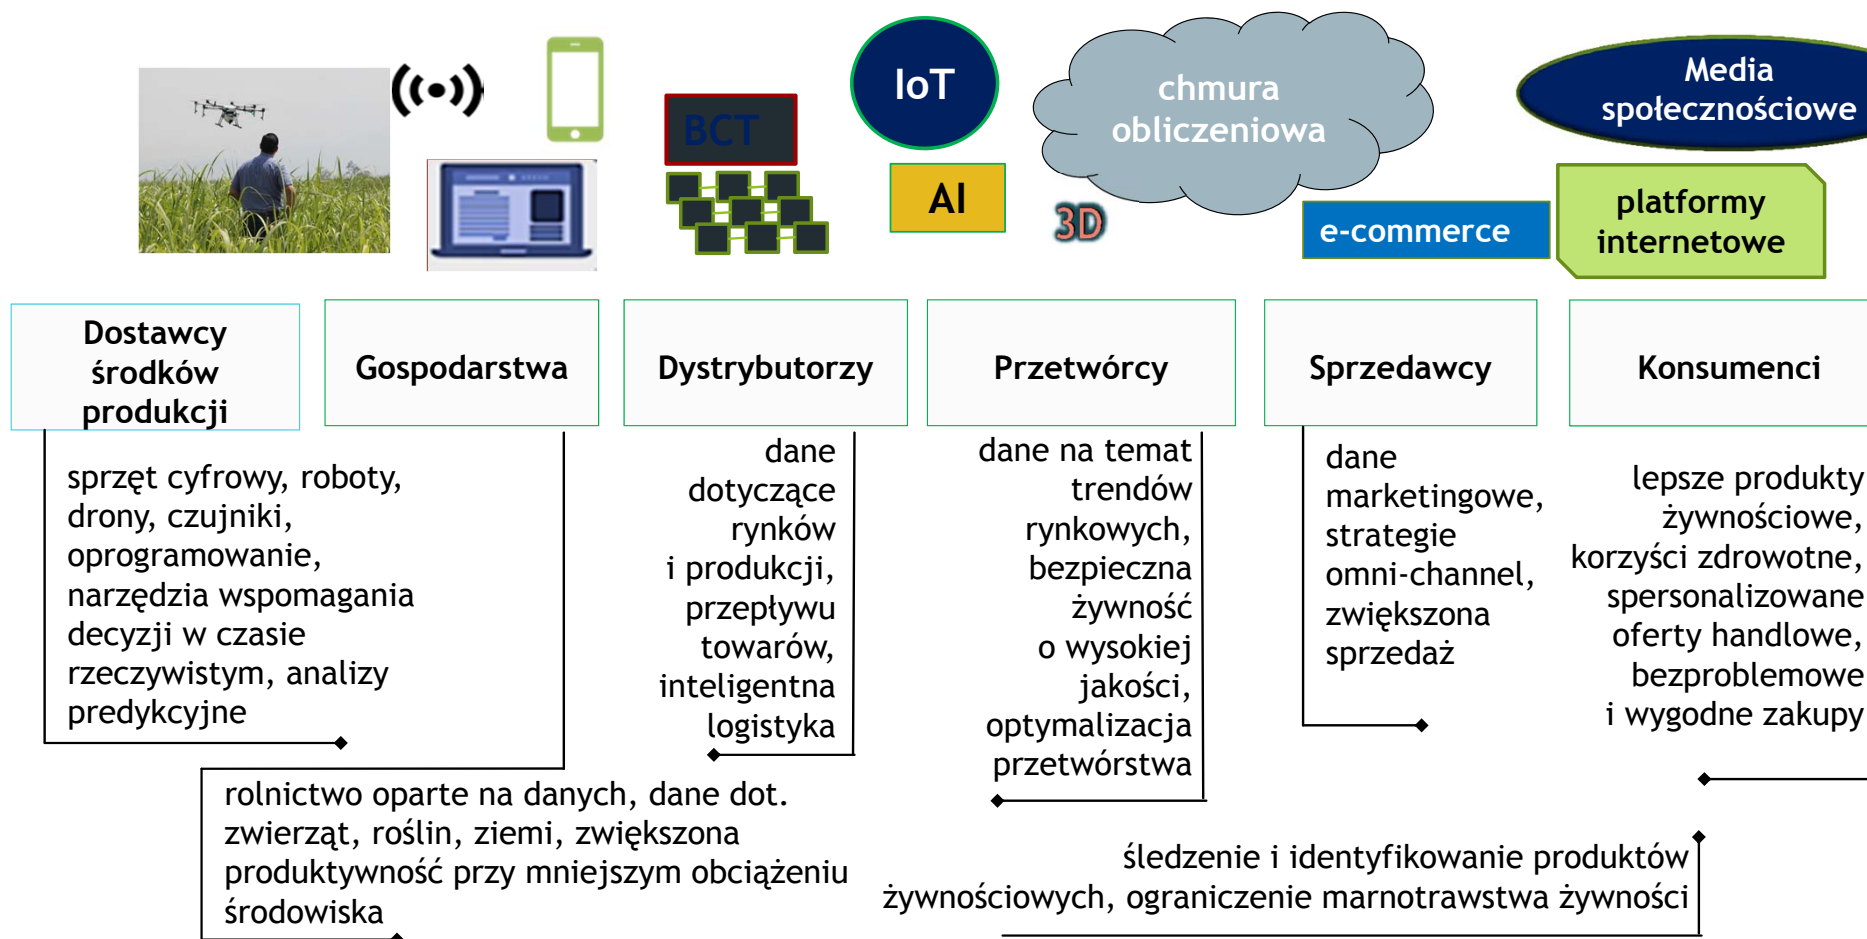 IoT
chmura
obliczeniowa
Media
społecznościowe
BCT
AI
3D
e-commerce
platformy
internetowe
Dostawcy
środków
produkcji
Gospodarstwa
Dystrybutorzy
Przetwórcy
Sprzedawcy
Konsumenci
sprzęt cyfrowy, roboty,
drony, czujniki,
oprogramowanie,
narzędzia wspomagania
decyzji w czasie
rzeczywistym, analizy
predykcyjne
dane
dotyczące
rynków
i produkcji,
przepływu
towarów,
inteligentna
logistyka
dane na temat
trendów
rynkowych,
bezpieczna
żywność
o wysokiej
jakości,
optymalizacja
przetwórstwa
dane
marketingowe,
strategie
omni-channel,
zwiększona
sprzedaż
lepsze produkty
żywnościowe,
korzyści zdrowotne,
spersonalizowane
oferty handlowe,
bezproblemowe
i wygodne zakupy
rolnictwo oparte na danych, dane dot.
zwierząt, roślin, ziemi, zwiększona
produktywność przy mniejszym obciążeniu
środowiska
śledzenie i identyfikowanie produktów
żywnościowych, ograniczenie marnotrawstwa żywności